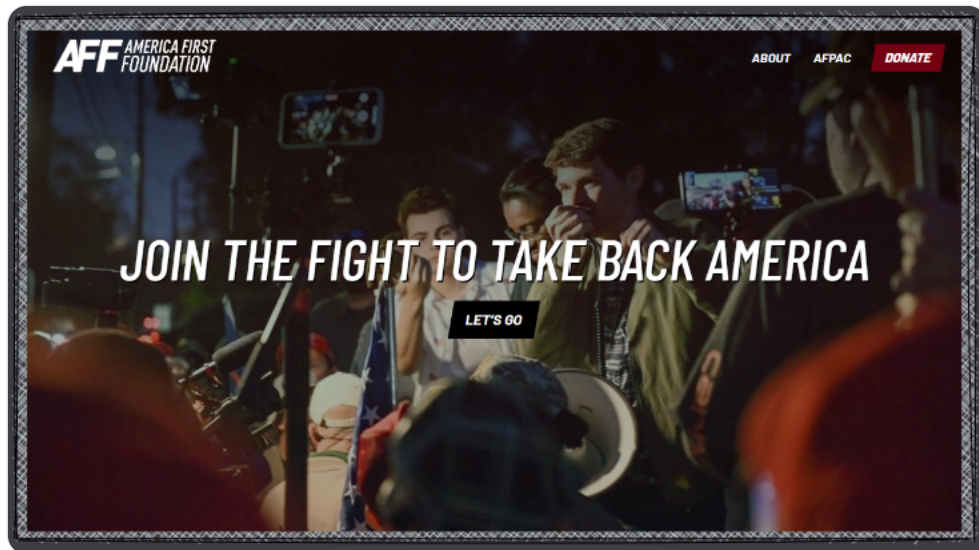 AFF AMERICA FIRST
FOUNDATION
ABOUT AFPAC DONATE
JOIN THE FIGHT TO TAKE BACK AMERICA
LET'S GO